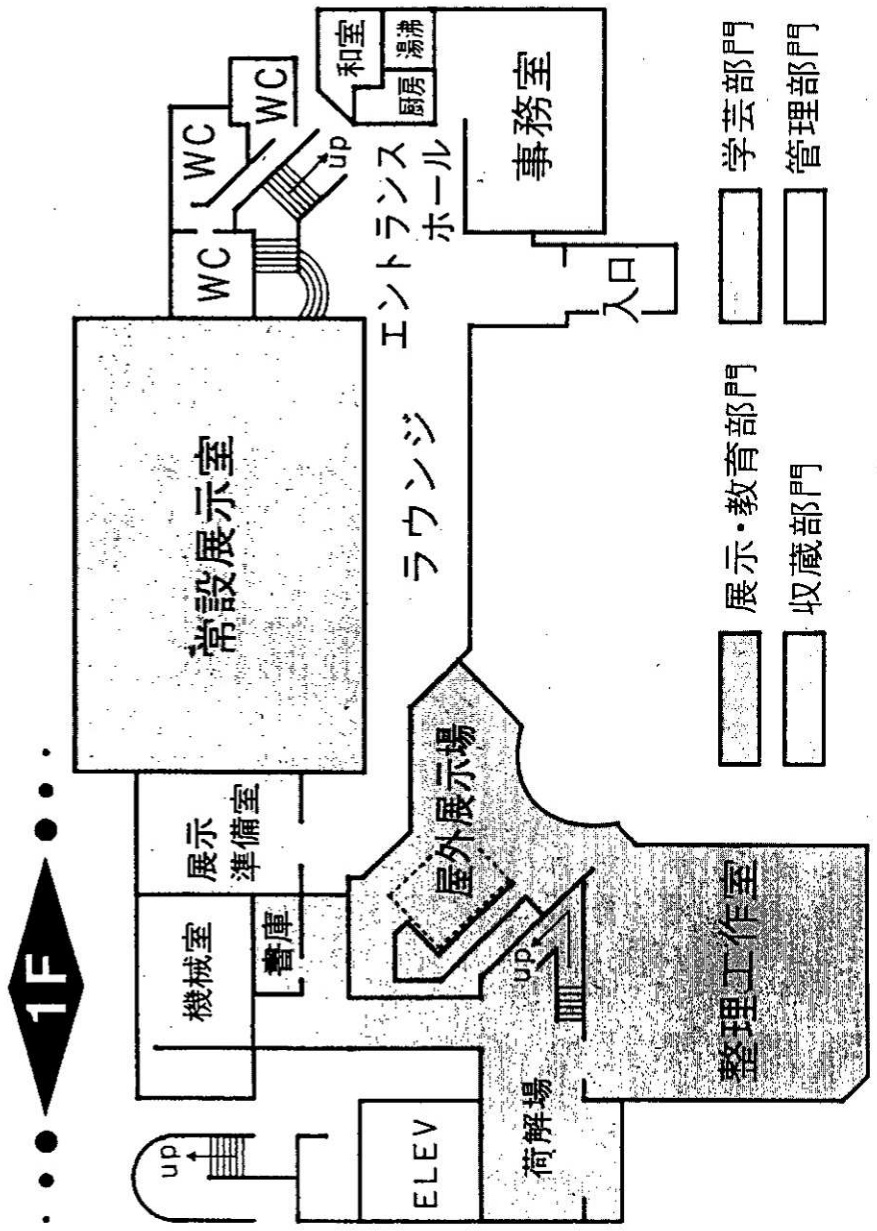 1F
機械室
書庫
展示
準備室
常設展示室
WC
WC
WC
up
和室
湯沸
厨房
up
ELEV
荷解場
up
屋外展示場
整理工作室
ラウンジ
エントランス
ホール
事務室
入口
展示・教育部門
学芸部門
収蔵部門
管理部門